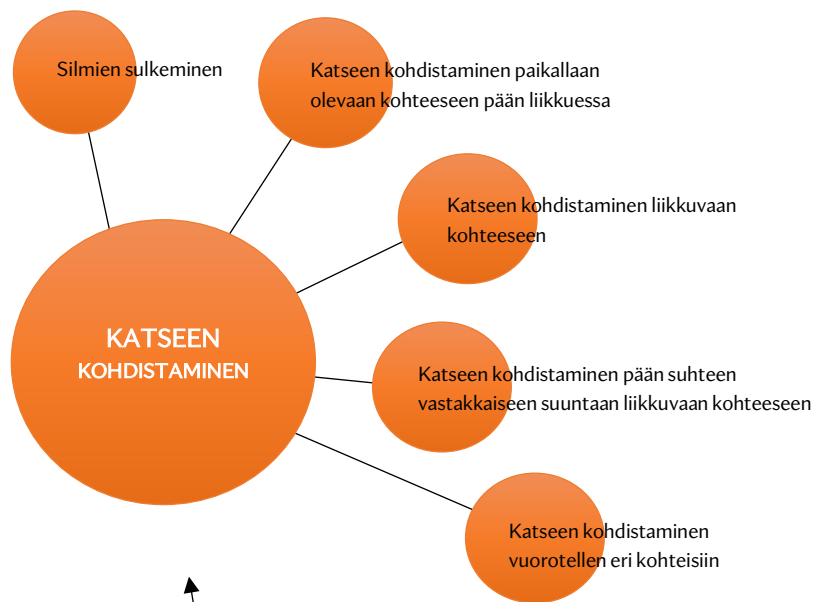 Silmien sulkeminen
Katseen kohdistaminen paikallaan
olevaan kohteeseen pään liikkuessa
Katseen kohdistaminen liikkuvaan
kohteeseen
KATSEEN
KOHDISTAMINEN
Katseen kohdistaminen pään suhteen
vastakkaiseen suuntaan liikkuvaan kohteeseen
Katseen kohdistaminen
vuorotellen eri kohteisiin